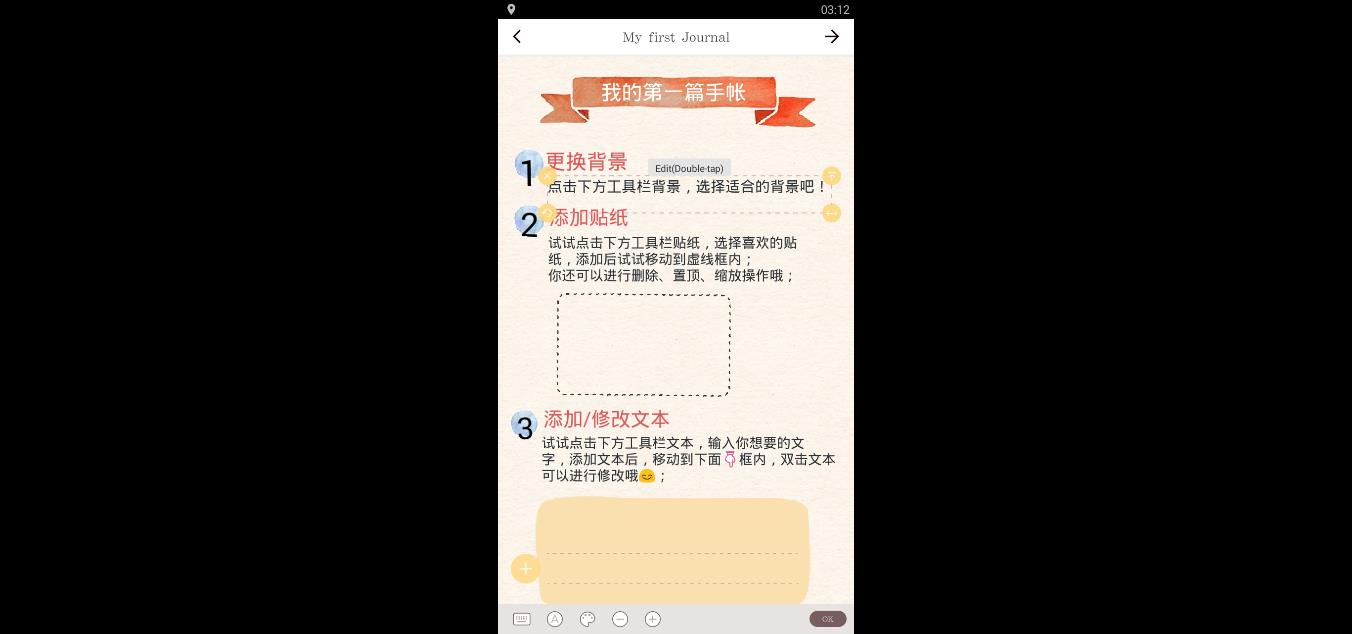 03:12
My first Journal
我的第一篇手帐
1 更换背景
Edit(Double-tap)
点击下方工具栏背景，选择适合的背景吧！
2 添加贴纸
试试点击下方工具栏贴纸，选择喜欢的贴
纸，添加后试试移动到虚线框内；
你还可以进行删除、置顶、缩放操作哦；
3 添加/修改文本
试试点击下方工具栏文本，输入你想要的文
字，添加文本后，移动到下面👇框内，双击文本
可以进行修改哦😊；
A
OK